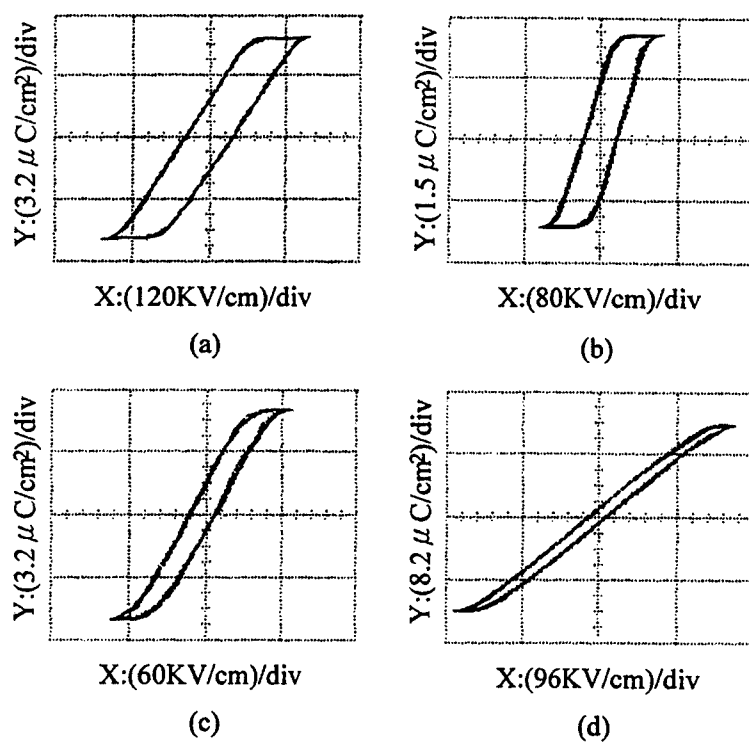 Y:(3.2 μ C/cm²)/div
X:(120KV/cm)/div
(a)
Y:(1.5 μ C/cm²)/div
X:(80KV/cm)/div
(b)
Y:(3.2 μ C/cm²)/div
X:(60KV/cm)/div
(c)
Y:(8.2 μ C/cm²)/div
X:(96KV/cm)/div
(d)